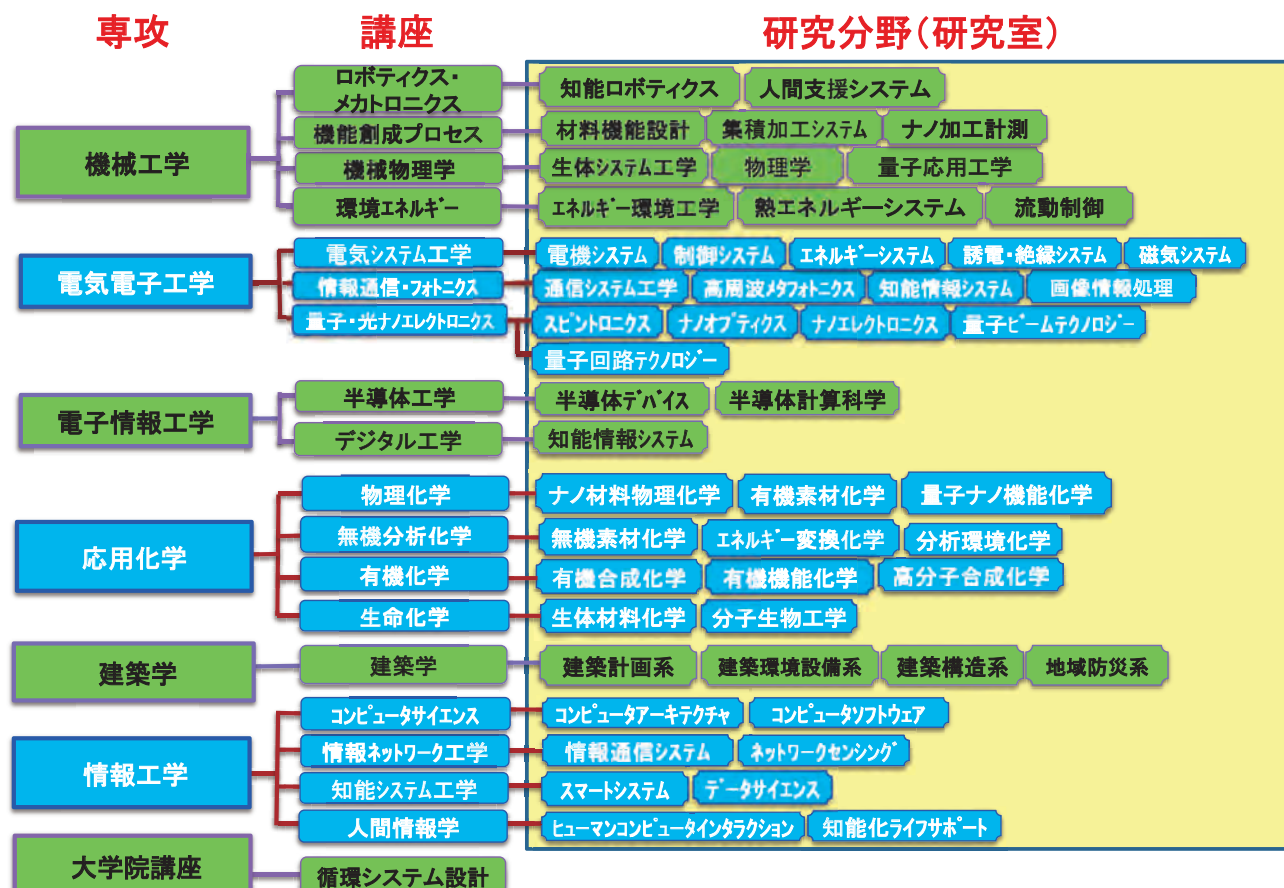 専攻 講座 研究分野(研究室)
ロボティクス・
メカトロニクス
知能ロボティクス 人間支援システム
機械工学
機能創成プロセス 材料機能設計 集積加工システム ナノ加工計測
機械物理学 生体システム工学 物理学 量子応用工学
環境エネルギー エネルギー環境工学 熱エネルギーシステム 流動制御
電気電子工学
電気システム工学 電機システム 制御システム エネルギーシステム 誘電・絶縁システム 磁気システム
情報通信・フォトニクス 通信システム工学 高周波メタフォトニクス 知能情報システム 画像情報処理
量子・光ナノエレクトロニクス スピントロニクス ナノオプティクス ナノエレクトロニクス 量子ビームテクノロジー
量子回路テクノロジー
電子情報工学
半導体工学 半導体デバイス 半導体計算科学
デジタル工学 知能情報システム
応用化学
物理化学 ナノ材料物理化学 有機素材化学 量子ナノ機能化学
無機分析化学 無機素材化学 エネルギー変換化学 分析環境化学
有機化学 有機合成化学 有機機能化学 高分子合成化学
生命化学 生体材料化学 分子生物工学
建築学 建築学 建築計画系 建築環境設備系 建築構造系 地域防災系
情報工学
コンピュータサイエンス コンピュータアーキテクチャ コンピュータソフトウェア
情報ネットワーク工学 情報通信システム ネットワークセンシング
知能システム工学 スマートシステム データサイエンス
人間情報学 ヒューマンコンピュータインタラクション 知能化ライフサポート
大学院講座 循環システム設計